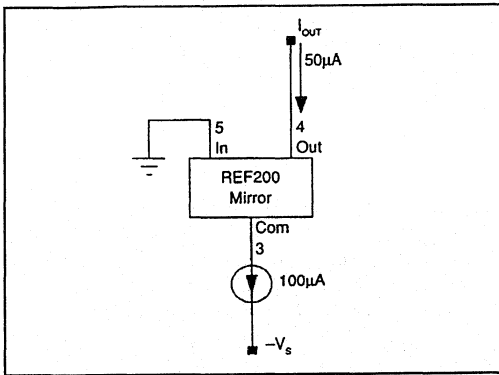 I_OUT
50µA
5
4
In
Out
REF200
Mirror
Com
3
100µA
–V_S